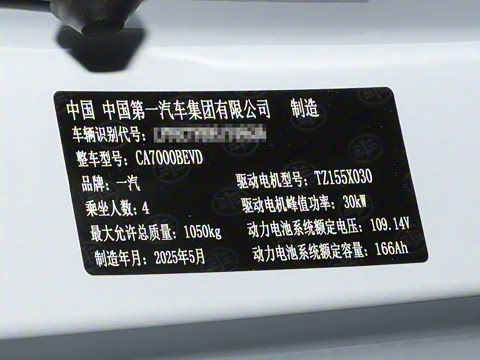 中国 中国第一汽车集团有限公司 制造
车辆识别代号:
整车型号: CA7000BEVD
品牌: 一汽 驱动电机型号: TZ155X030
乘坐人数: 4 驱动电机峰值功率: 30kW
最大允许总质量: 1050kg 动力电池系统额定电压: 109.14V
制造年月: 2025年5月 动力电池系统额定容量: 166Ah